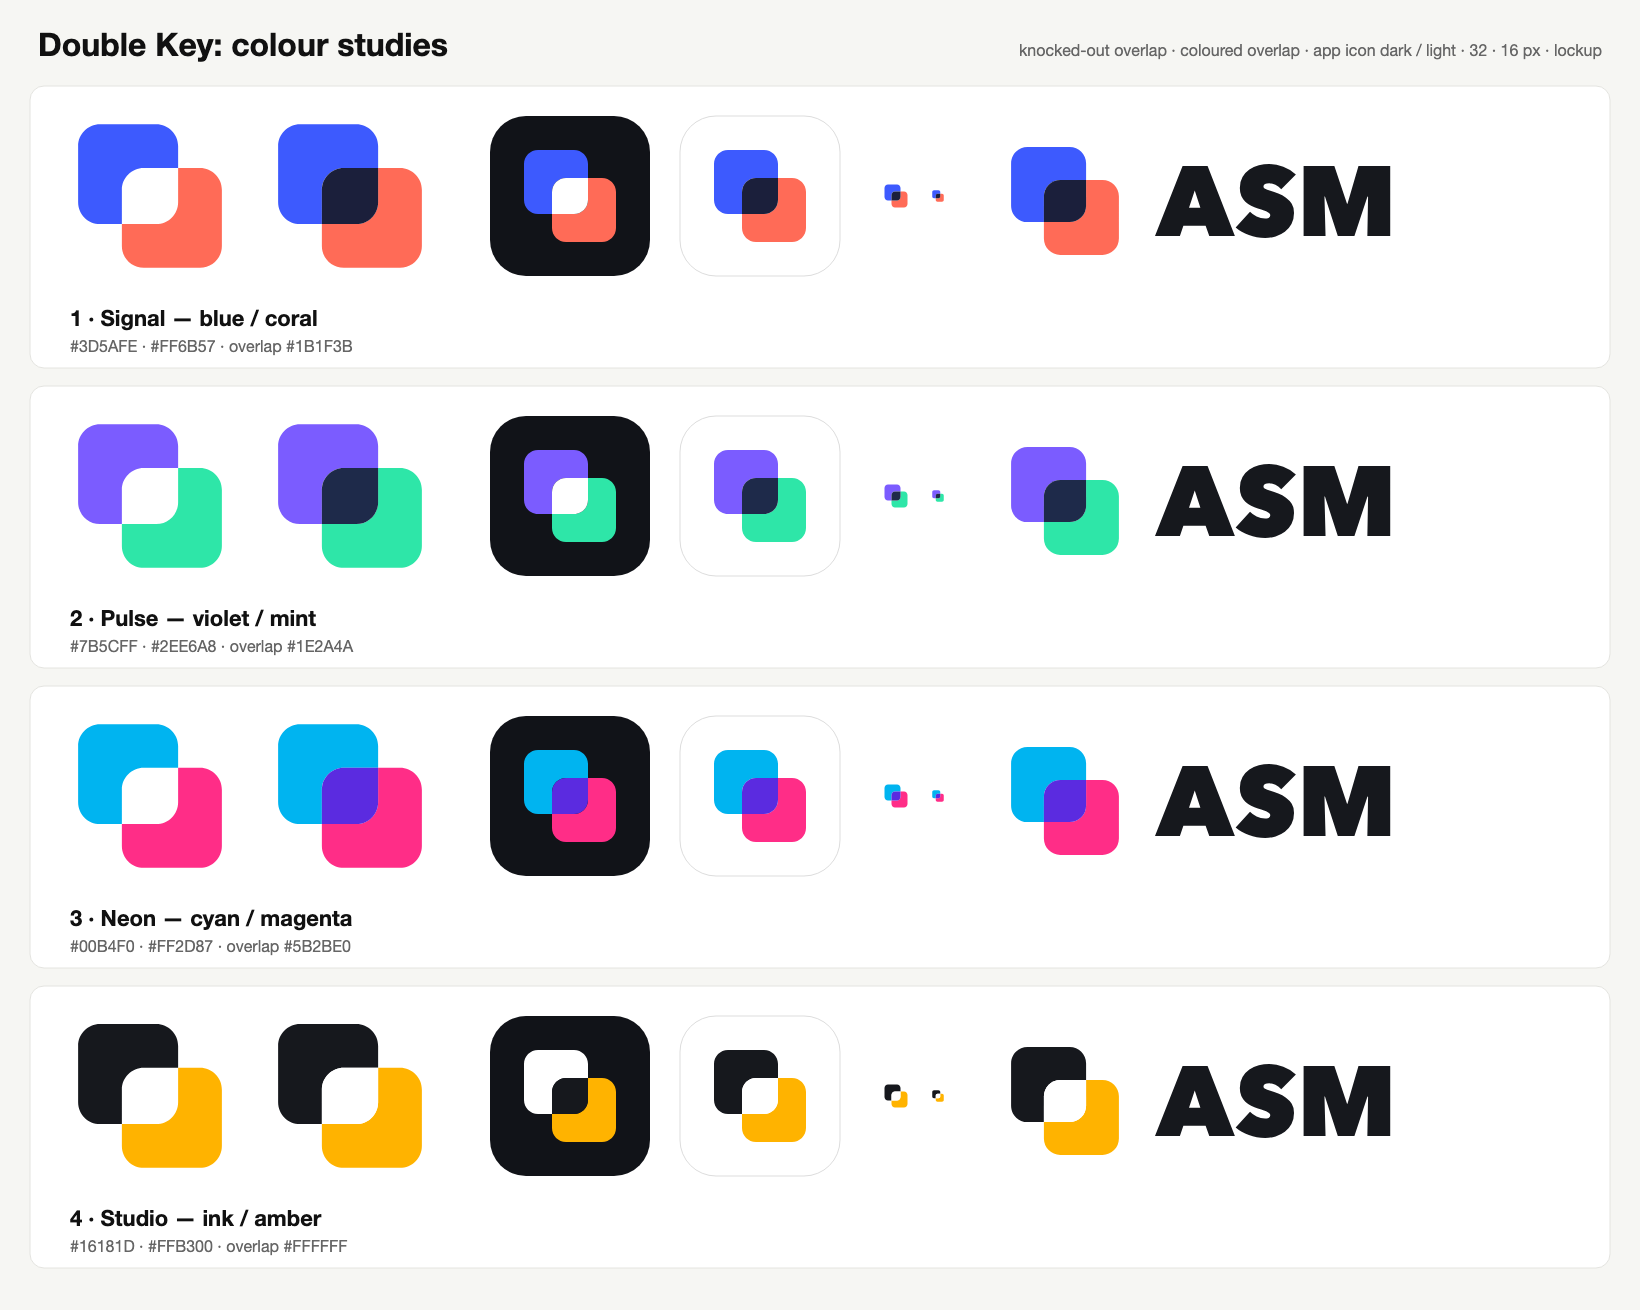 Double Key: colour studies
knocked-out overlap · coloured overlap · app icon dark / light · 32 · 16 px · lockup
ASM
1 · Signal — blue / coral
#3D5AFE · #FF6B57 · overlap #1B1F3B
ASM
2 · Pulse — violet / mint
#7B5CFF · #2EE6A8 · overlap #1E2A4A
ASM
3 · Neon — cyan / magenta
#00B4F0 · #FF2D87 · overlap #5B2BE0
ASM
4 · Studio — ink / amber
#16181D · #FFB300 · overlap #FFFFFF